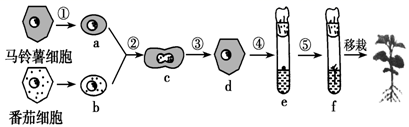 ① ② ③ ④ ⑤ 移栽
马铃薯细胞 a
番茄细胞 b c d e f